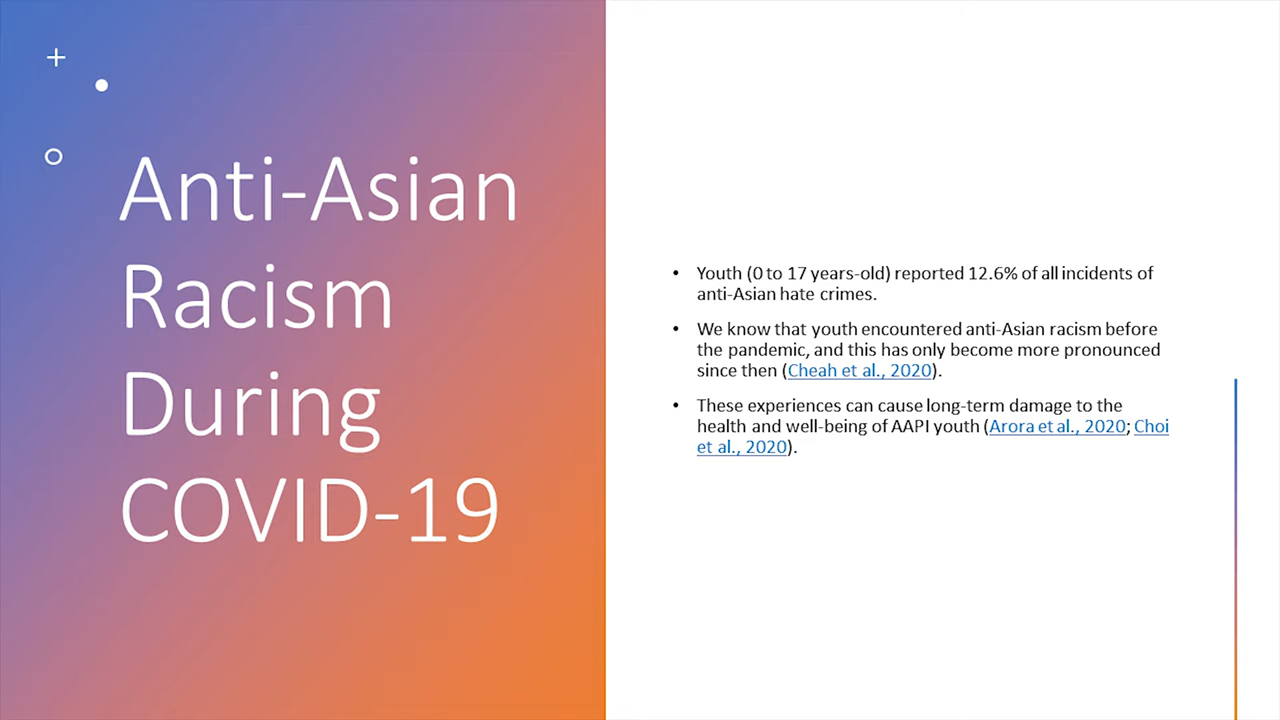 Anti-Asian
Racism
During
COVID-19
• Youth (0 to 17 years-old) reported 12.6% of all incidents of
anti-Asian hate crimes.
• We know that youth encountered anti-Asian racism before
the pandemic, and this has only become more pronounced
since then (Cheah et al., 2020).
• These experiences can cause long-term damage to the
health and well-being of AAPI youth (Arora et al., 2020; Choi
et al., 2020).